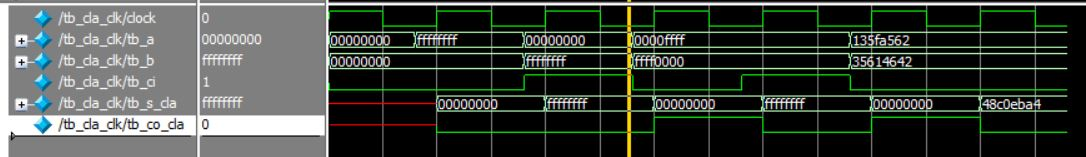 /tb_cla_clk/clock 0
/tb_cla_clk/tb_a 00000000 00000000 ffffffff 00000000 0000ffff 135fa562
/tb_cla_clk/tb_b ffffffff 00000000 ffffffff ffff0000 35614642
/tb_cla_clk/tb_ci 1
/tb_cla_clk/tb_s_cla ffffffff 00000000 ffffffff 00000000 ffffffff 00000000 48c0eba4
/tb_cla_clk/tb_co_cla 0